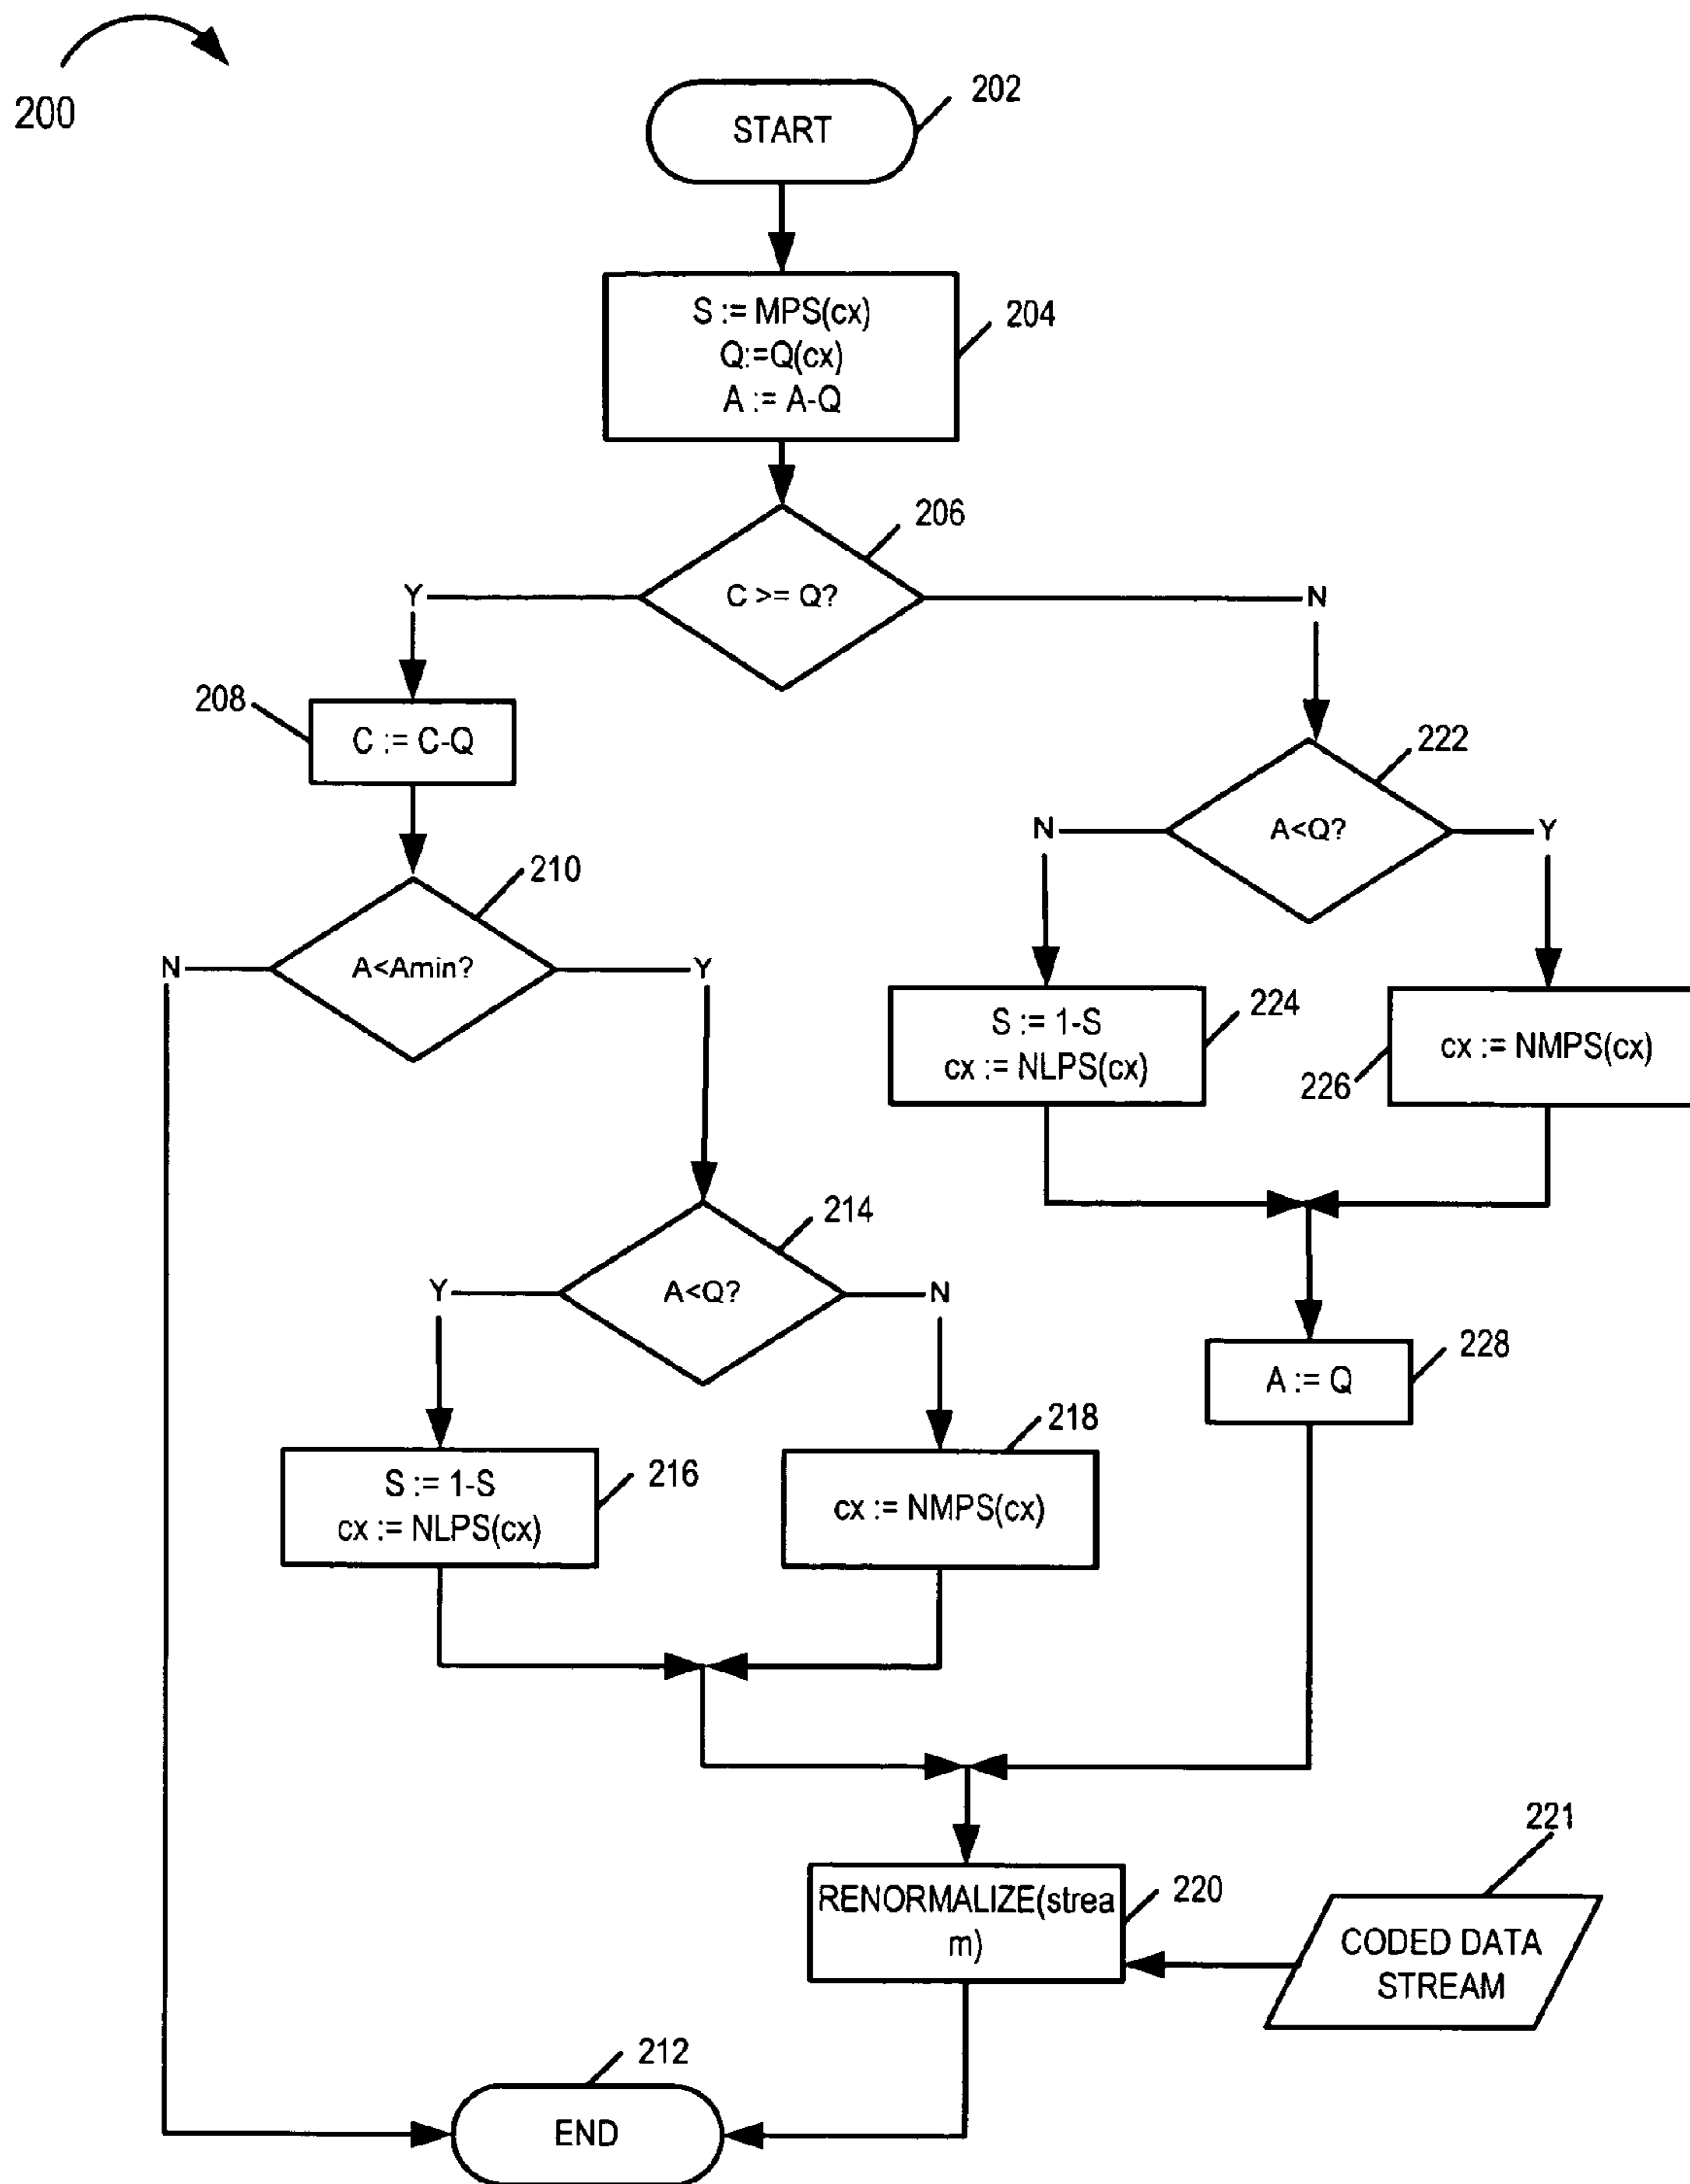 200
START
202
S := MPS(cx)
Q:=Q(cx)
A := A-Q
204
206
C >= Q?
Y
N
208
C := C-Q
222
A<Q?
N
Y
210
A<Amin?
N
Y
224
S := 1-S
cx := NLPS(cx)
226
cx := NMPS(cx)
214
A<Q?
Y
N
228
A := Q
216
S := 1-S
cx := NLPS(cx)
218
cx := NMPS(cx)
220
RENORMALIZE(strea
m)
221
CODED DATA
STREAM
212
END